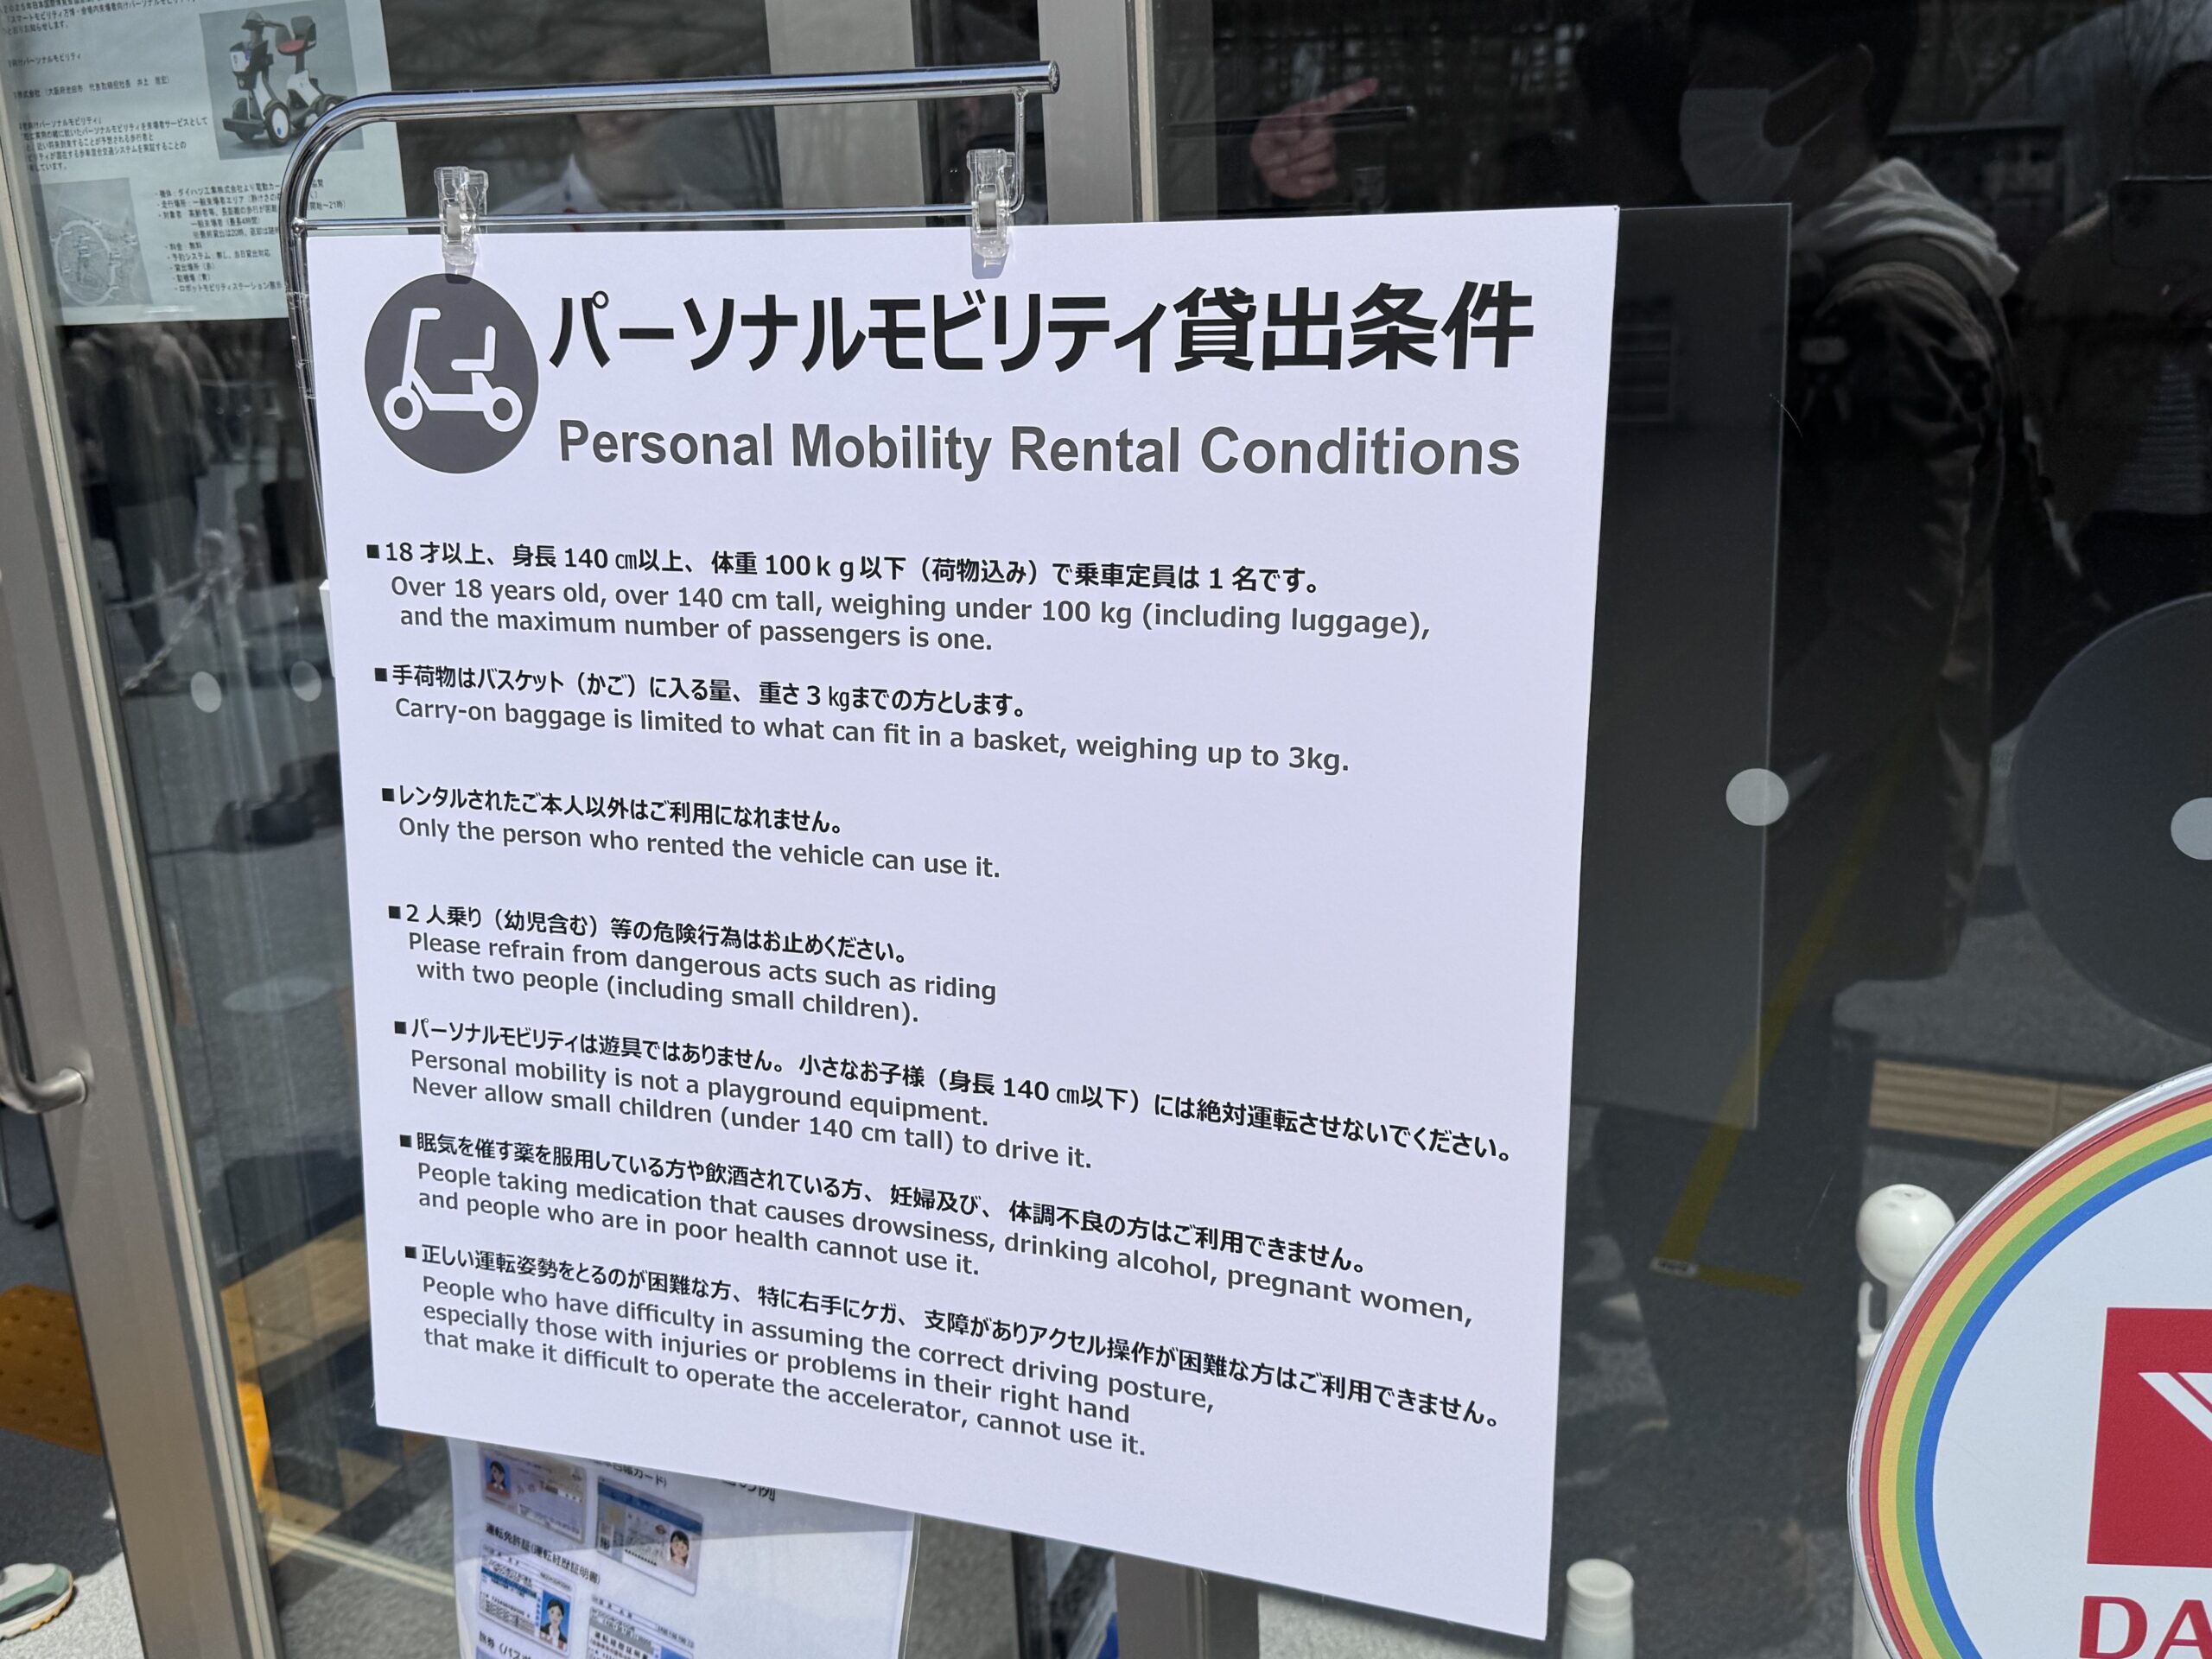 パーソナルモビリティ貸出条件
Personal Mobility Rental Conditions
■18才以上、身長140㎝以上、体重100kg以下（荷物込み）で乗車定員は1名です。
Over 18 years old, over 140 cm tall, weighing under 100 kg (including luggage),
and the maximum number of passengers is one.
■手荷物はバスケット（かご）に入る量、重さ3㎏までの方とします。
Carry-on baggage is limited to what can fit in a basket, weighing up to 3kg.
■レンタルされたご本人以外はご利用になれません。
Only the person who rented the vehicle can use it.
■2人乗り（幼児含む）等の危険行為はお止めください。
Please refrain from dangerous acts such as riding
with two people (including small children).
■パーソナルモビリティは遊具ではありません。小さなお子様（身長140㎝以下）には絶対運転させないでください。
Personal mobility is not a playground equipment.
Never allow small children (under 140 cm tall) to drive it.
■眠気を催す薬を服用している方や飲酒されている方、妊婦及び、体調不良の方はご利用できません。
People taking medication that causes drowsiness, drinking alcohol, pregnant women,
and people who are in poor health cannot use it.
■正しい運転姿勢をとるのが困難な方、特に右手にケガ、支障がありアクセル操作が困難な方はご利用できません。
People who have difficulty in assuming the correct driving posture,
especially those with injuries or problems in their right hand
that make it difficult to operate the accelerator, cannot use it.
運転免許証(運転経歴証明書)
DA